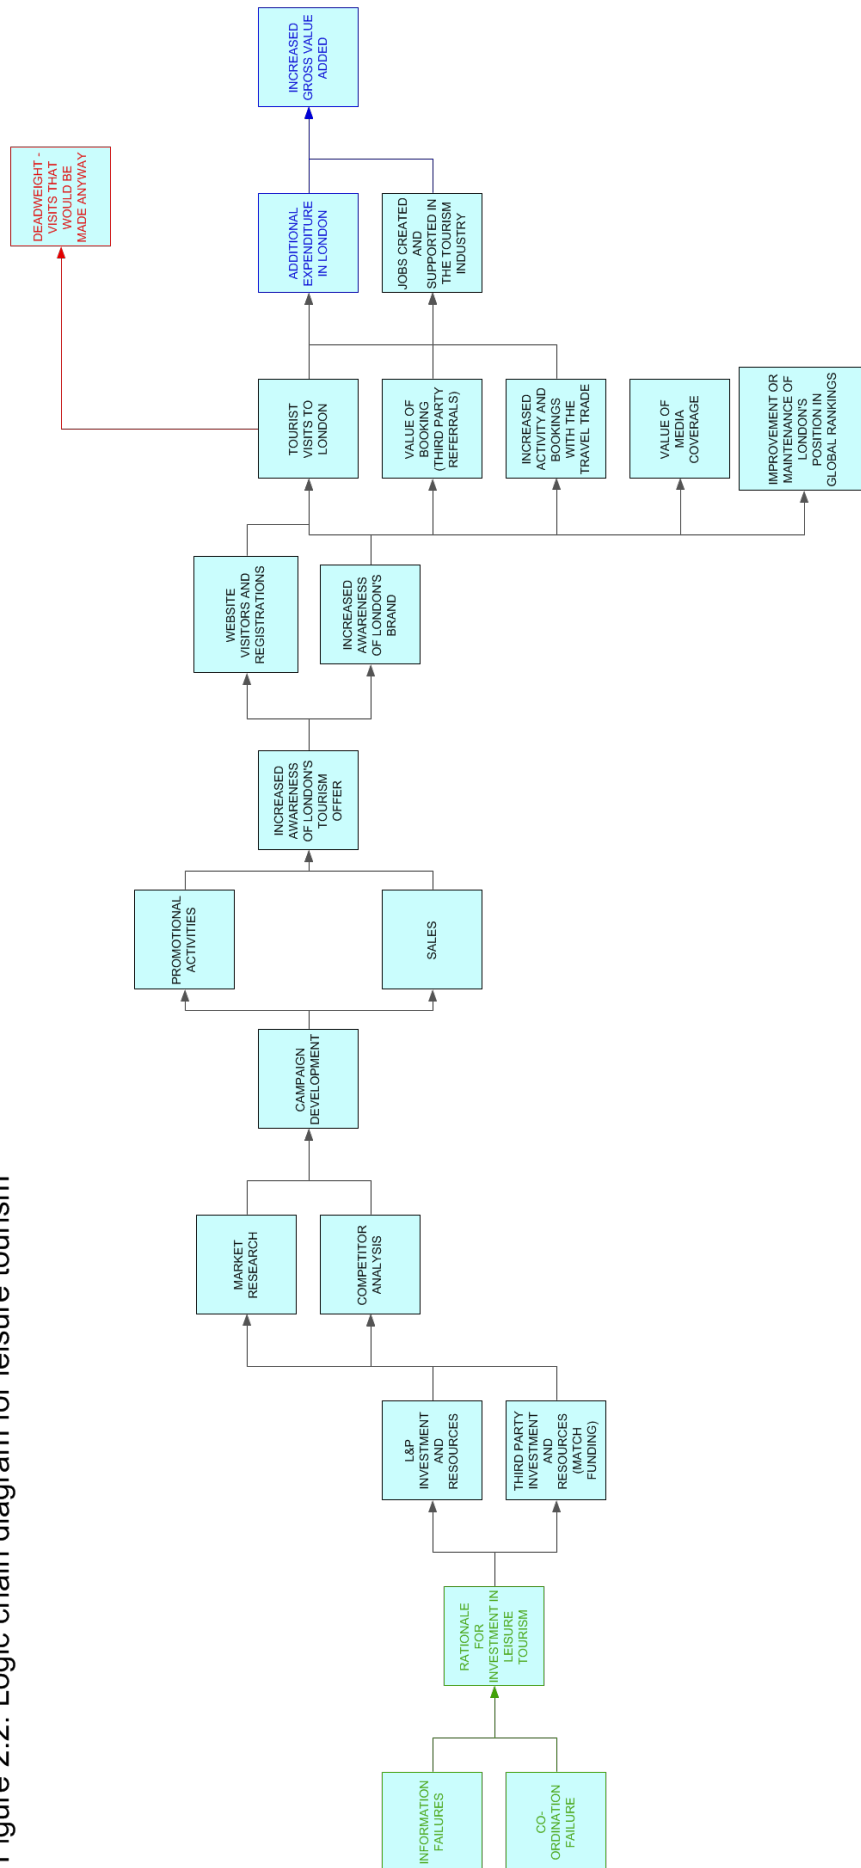 Figure 2.2: Logic chain diagram for leisure tourism
INFORMATION
FAILURES
CO-
ORDINATION
FAILURE
RATIONALE
FOR
INVESTMENT IN
LEISURE
TOURISM
L&P
INVESTMENT
AND
RESOURCES
THIRD PARTY
INVESTMENT
AND
RESOURCES
(MATCH
FUNDING)
MARKET
RESEARCH
COMPETITOR
ANALYSIS
CAMPAIGN
DEVELOPMENT
PROMOTIONAL
ACTIVITIES
SALES
INCREASED
AWARENESS
OF LONDON'S
TOURISM
OFFER
WEBSITE
VISITORS AND
REGISTRATIONS
INCREASED
AWARENESS
OF LONDON'S
BRAND
TOURIST
VISITS TO
LONDON
VALUE OF
BOOKING
(THIRD PARTY
REFERRALS)
INCREASED
ACTIVITY AND
BOOKINGS
WITH THE
TRAVEL TRADE
VALUE OF
MEDIA
COVERAGE
IMPROVEMENT OR
MAINTENANCE OF
LONDON'S
POSITION IN
GLOBAL RANKINGS
DEADWEIGHT -
VISITS THAT
WOULD BE
MADE ANYWAY
ADDITIONAL
EXPENDITURE
IN LONDON
JOBS CREATED
AND
SUPPORTED IN
THE TOURISM
INDUSTRY
INCREASED
GROSS VALUE
ADDED